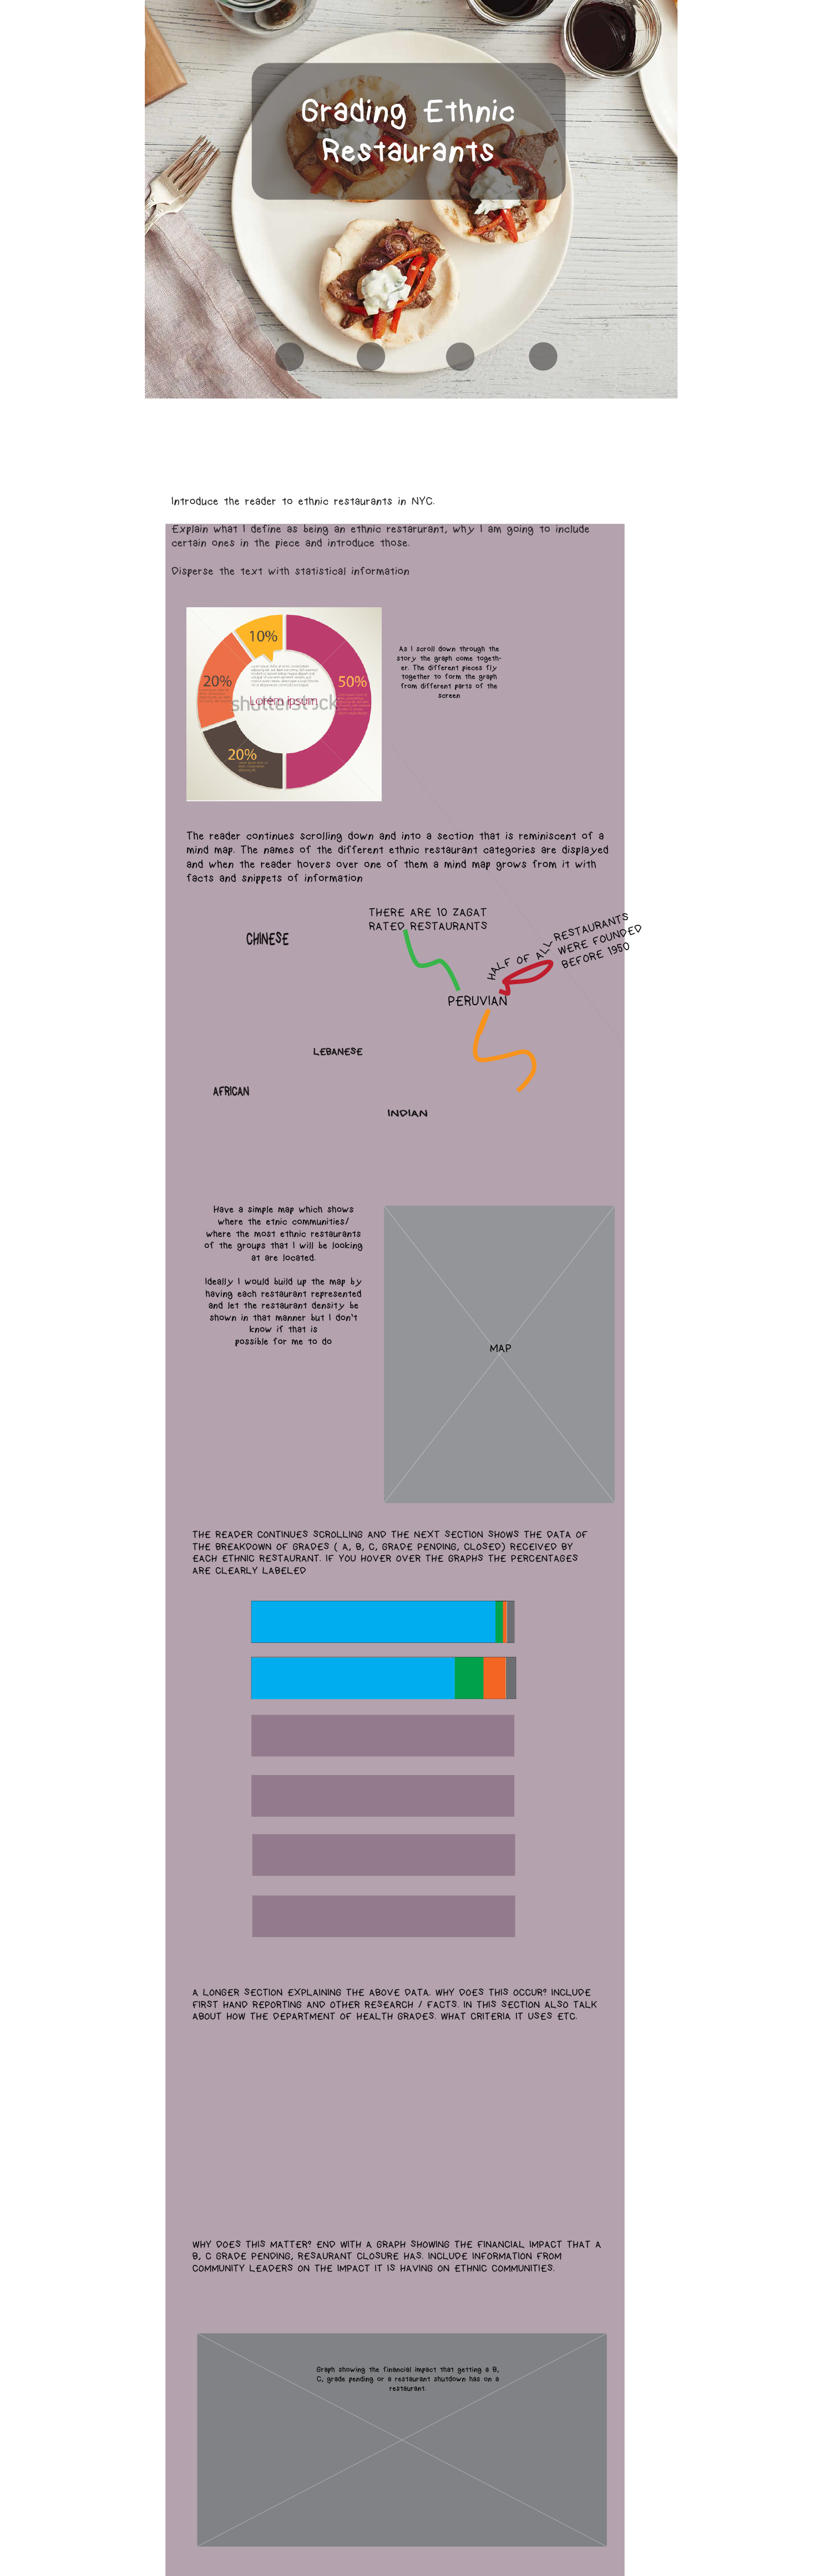 Grading Ethnic
Restaurants
Introduce the reader to ethnic restaurants in NYC.
Explain what I define as being an ethnic restarurant, why I am going to include
certain ones in the piece and introduce those.
Disperse the text with statistical information
10%
20%
50%
Lorem ipsum
shutterstock
20%
As I scroll down through the
story the graph come togeth-
er. The different pieces fly
together to form the graph
from different parts of the
screen
The reader continues scrolling down and into a section that is reminiscent of a
mind map. The names of the different ethnic restaurant categories are displayed
and when the reader hovers over one of them a mind map grows from it with
facts and snippets of information
THERE ARE 10 ZAGAT
RATED RESTAURANTS
CHINESE
HALF OF ALL RESTAURANTS
WERE FOUNDED
BEFORE 1950
PERUVIAN
LEBANESE
AFRICAN
INDIAN
Have a simple map which shows
where the etnic communities/
where the most ethnic restaurants
of the groups that I will be looking
at are located.
Ideally I would build up the map by
having each restaurant represented
and let the restaurant density be
shown in that manner but I don't
know if that is
possible for me to do
MAP
THE READER CONTINUES SCROLLING AND THE NEXT SECTION SHOWS THE DATA OF
THE BREAKDOWN OF GRADES ( A, B, C, GRADE PENDING, CLOSED) RECEIVED BY
EACH ETHNIC RESTAURANT. IF YOU HOVER OVER THE GRAPHS THE PERCENTAGES
ARE CLEARLY LABELED
A LONGER SECTION EXPLAINING THE ABOVE DATA. WHY DOES THIS OCCUR? INCLUDE
FIRST HAND REPORTING AND OTHER RESEARCH / FACTS. IN THIS SECTION ALSO TALK
ABOUT HOW THE DEPARTMENT OF HEALTH GRADES. WHAT CRITERIA IT USES ETC.
WHY DOES THIS MATTER? END WITH A GRAPH SHOWING THE FINANCIAL IMPACT THAT A
B, C GRADE PENDING, RESAURANT CLOSURE HAS. INCLUDE INFORMATION FROM
COMMUNITY LEADERS ON THE IMPACT IT IS HAVING ON ETHNIC COMMUNITIES.
Graph showing the financial impact that getting a B,
C, grade pending or a restaurant shutdown has on a
restaurant.